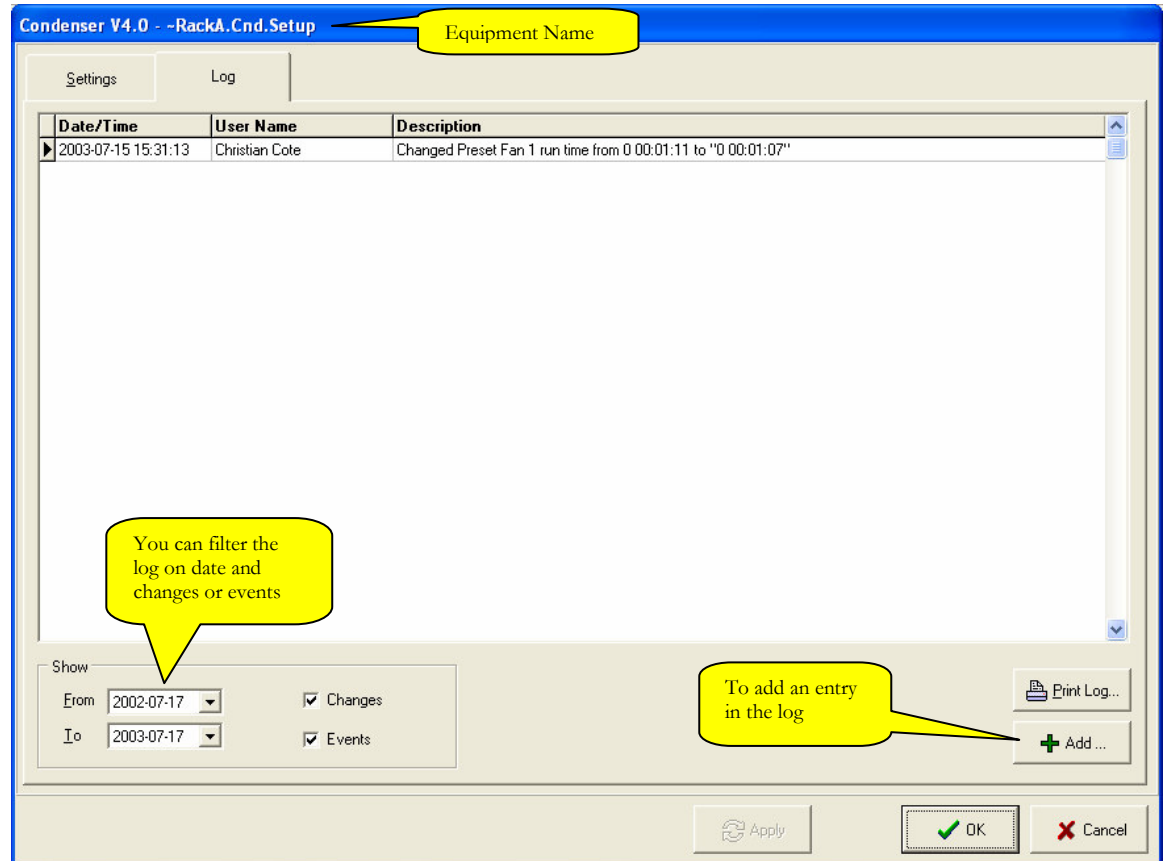 Condenser V4.0 - ~RackA.Cnd.Setup
Equipment Name
Settings
Log
Date/Time User Name Description
2003-07-15 15:31:13 Christian Cote Changed Preset Fan 1 run time from 0 00:01:11 to "0 00:01:07"
You can filter the
log on date and
changes or events
Show
From 2002-07-17 Changes
To 2003-07-17 Events
To add an entry
in the log
Print Log...
Add ...
Apply OK Cancel